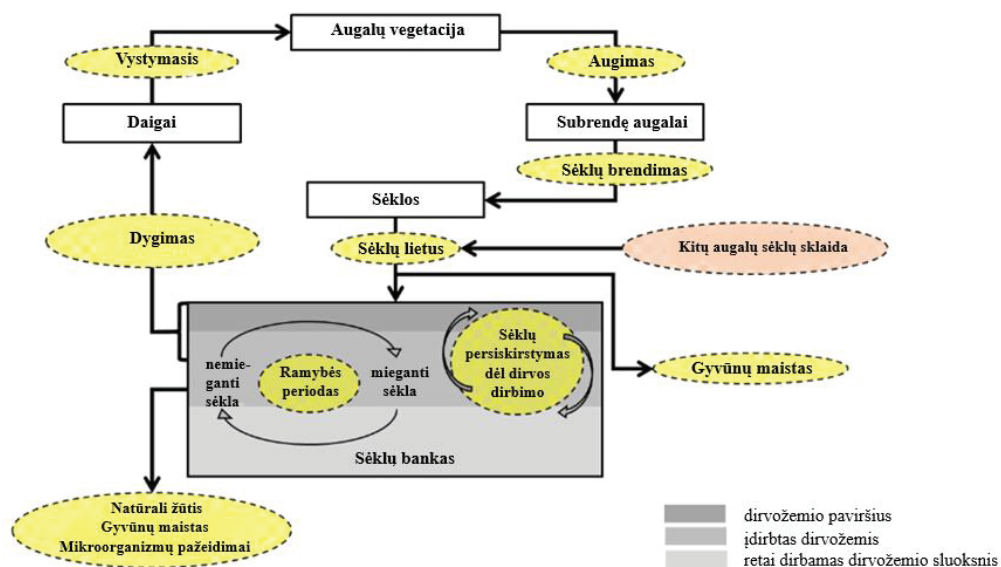 Augalų vegetacija
Vystymasis
Augimas
Daigai
Subrendę augalai
Sėklų brendimas
Sėklos
Dygimas
Sėklų lietus
Kitų augalų sėklų sklaida
nemie-
ganti
sėkla
Ramybės
periodas
mieganti
sėkla
Sėklų
persiskirstymas
dėl dirvos
dirbimo
Gyvūnų maistas
Sėklų bankas
Natūrali žūtis
Gyvūnų maistas
Mikroorganizmų pažeidimai
dirvožemio paviršius
įdirbtas dirvožemis
retai dirbamas dirvožemio sluoksnis